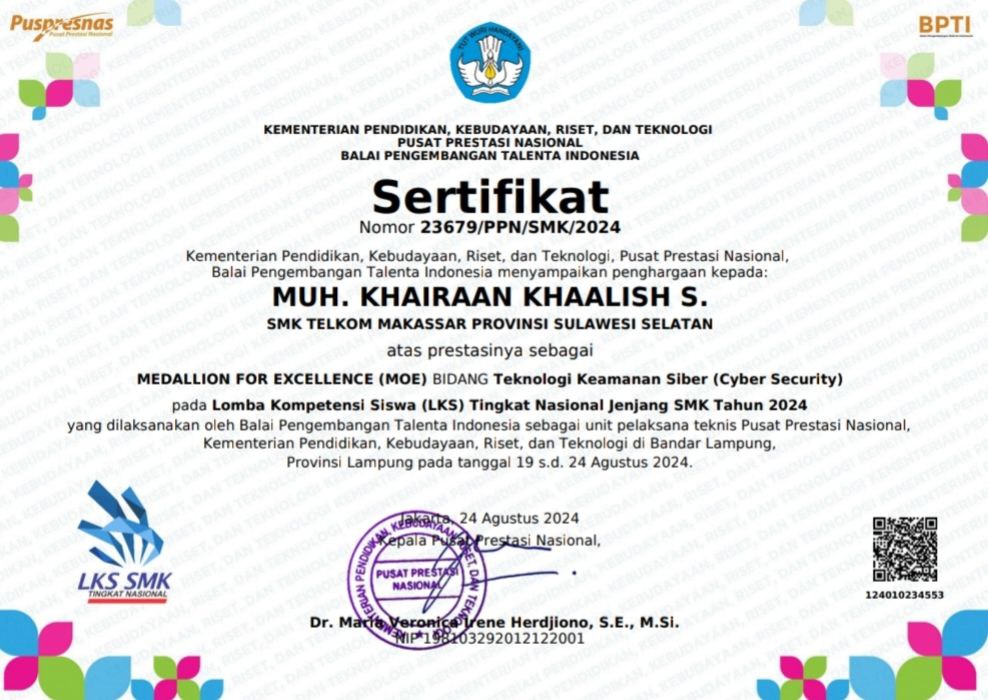 Puspresnas
Pusat Prestasi Nasional
BPTI
TUT WURI HANDAYANI
KEMENTERIAN PENDIDIKAN, KEBUDAYAAN, RISET, DAN TEKNOLOGI
PUSAT PRESTASI NASIONAL
BALAI PENGEMBANGAN TALENTA INDONESIA
Sertifikat
Nomor 23679/PPN/SMK/2024
Kementerian Pendidikan, Kebudayaan, Riset, dan Teknologi, Pusat Prestasi Nasional,
Balai Pengembangan Talenta Indonesia menyampaikan penghargaan kepada:
MUH. KHAIRAAN KHAALISH S.
SMK TELKOM MAKASSAR PROVINSI SULAWESI SELATAN
atas prestasinya sebagai
MEDALLION FOR EXCELLENCE (MOE) BIDANG Teknologi Keamanan Siber (Cyber Security)
pada Lomba Kompetensi Siswa (LKS) Tingkat Nasional Jenjang SMK Tahun 2024
yang dilaksanakan oleh Balai Pengembangan Talenta Indonesia sebagai unit pelaksana teknis Pusat Prestasi Nasional,
Kementerian Pendidikan, Kebudayaan, Riset, dan Teknologi di Bandar Lampung,
Provinsi Lampung pada tanggal 19 s.d. 24 Agustus 2024.
LKS SMK
TINGKAT NASIONAL
Jakarta, 24 Agustus 2024
Kepala Pusat Prestasi Nasional,
KEMENTERIAN PENDIDIKAN, KEBUDAYAAN, RISET, DAN TEKNOLOGI
PUSAT PRESTASI
NASIONAL
Dr. Maria Veronica Irene Herdjiono, S.E., M.Si.
NIP 198103292012122001
124010234553